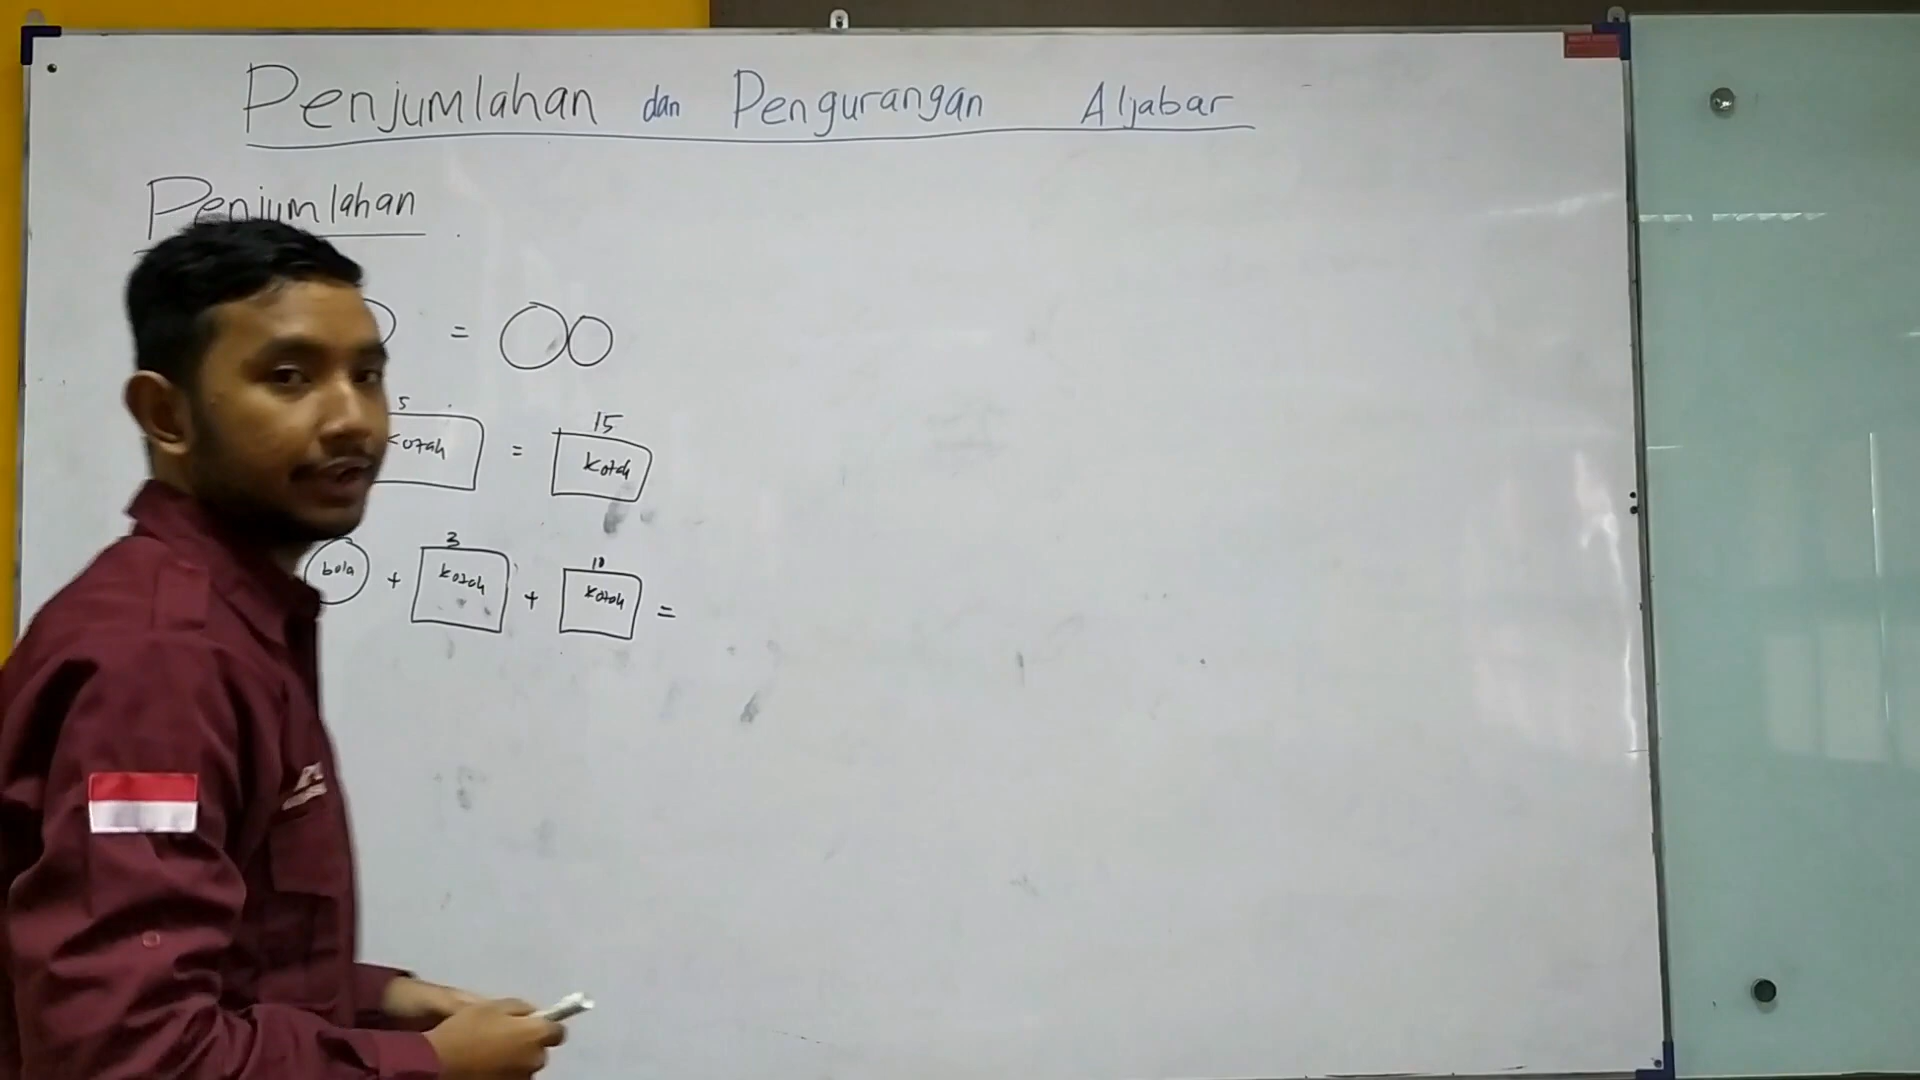 Penjumlahan dan Pengurangan Aljabar
Penjumlahan
=
5 15
kotak = kotak
3 10
bola + kotak + kotak =